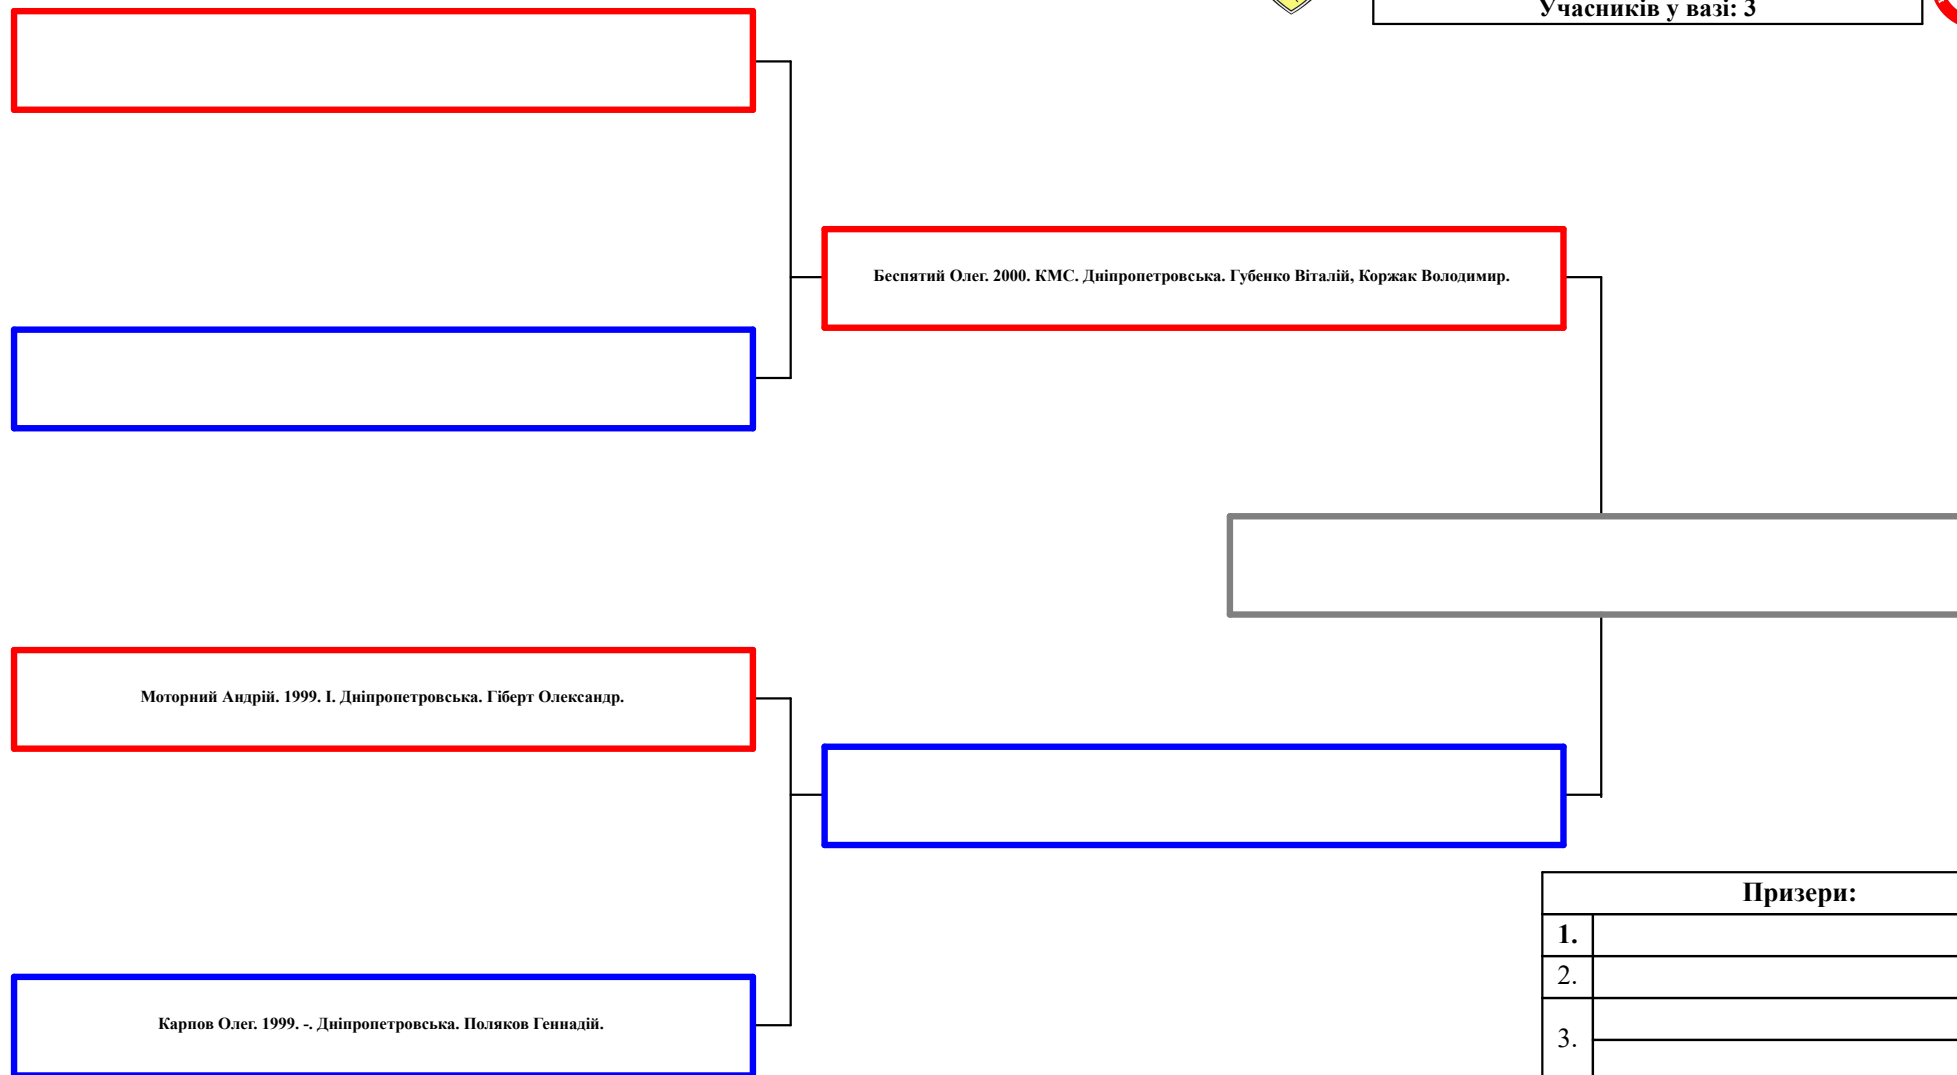 Учасників у вазі: 3
Беспятий Олег. 2000. КМС. Дніпропетровська. Губенко Віталій, Коржак Володимир.
Моторний Андрій. 1999. І. Дніпропетровська. Гіберт Олександр.
Карпов Олег. 1999. -. Дніпропетровська. Поляков Геннадій.
Призери:
1.
2.
3.